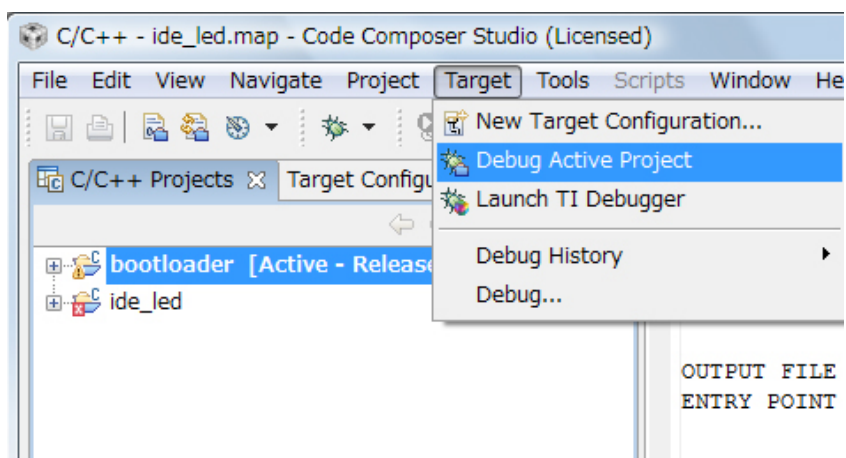 C/C++ - ide_led.map - Code Composer Studio (Licensed)
File Edit View Navigate Project Target Tools Scripts Window He
New Target Configuration...
Debug Active Project
Launch TI Debugger
Debug History
Debug...
C/C++ Projects Target Configu
bootloader [Active - Release
ide_led
OUTPUT FILE
ENTRY POINT